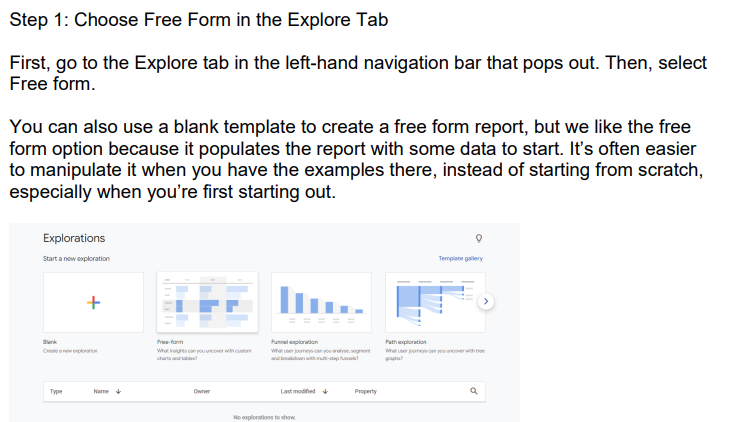 Step 1: Choose Free Form in the Explore Tab
First, go to the Explore tab in the left-hand navigation bar that pops out. Then, select
Free form.
You can also use a blank template to create a free form report, but we like the free
form option because it populates the report with some data to start. It's often easier
to manipulate it when you have the examples there, instead of starting from scratch,
especially when you're first starting out.
Explorations
Start a new exploration
Template gallery
Blank
Create a new exploration
Free-form
What insights can you uncover with custom
charts and tables?
Funnel exploration
What user journeys can you analyse, segment
and breakdown with multi-step funnels?
Path exploration
What user journeys can you uncover with tree
graphs?
Type Name Owner Last modified Property
No explorations to show.